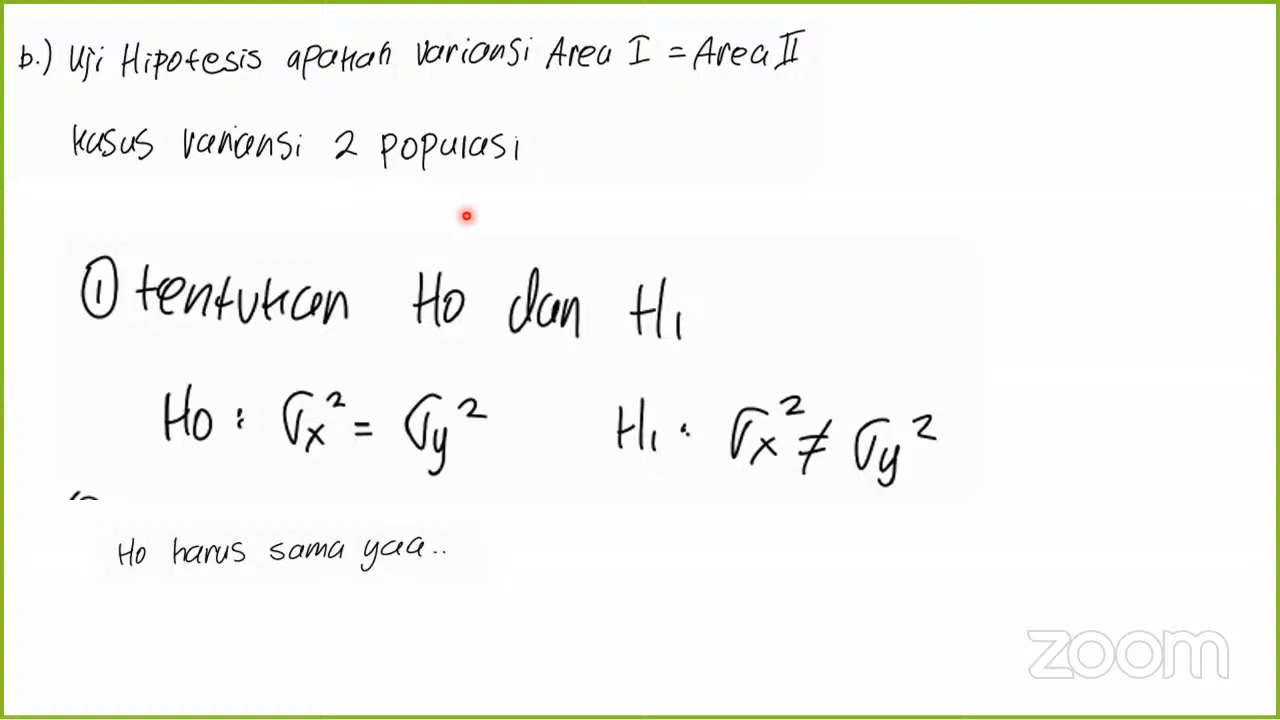 b.) Uji Hipotesis apakah variansi Area I = Area II
kasus variansi 2 populasi
① tentukan Ho dan H₁
Ho : σx² = σy² H₁ : σx² ≠ σy²
Ho harus sama yaa..
zoom